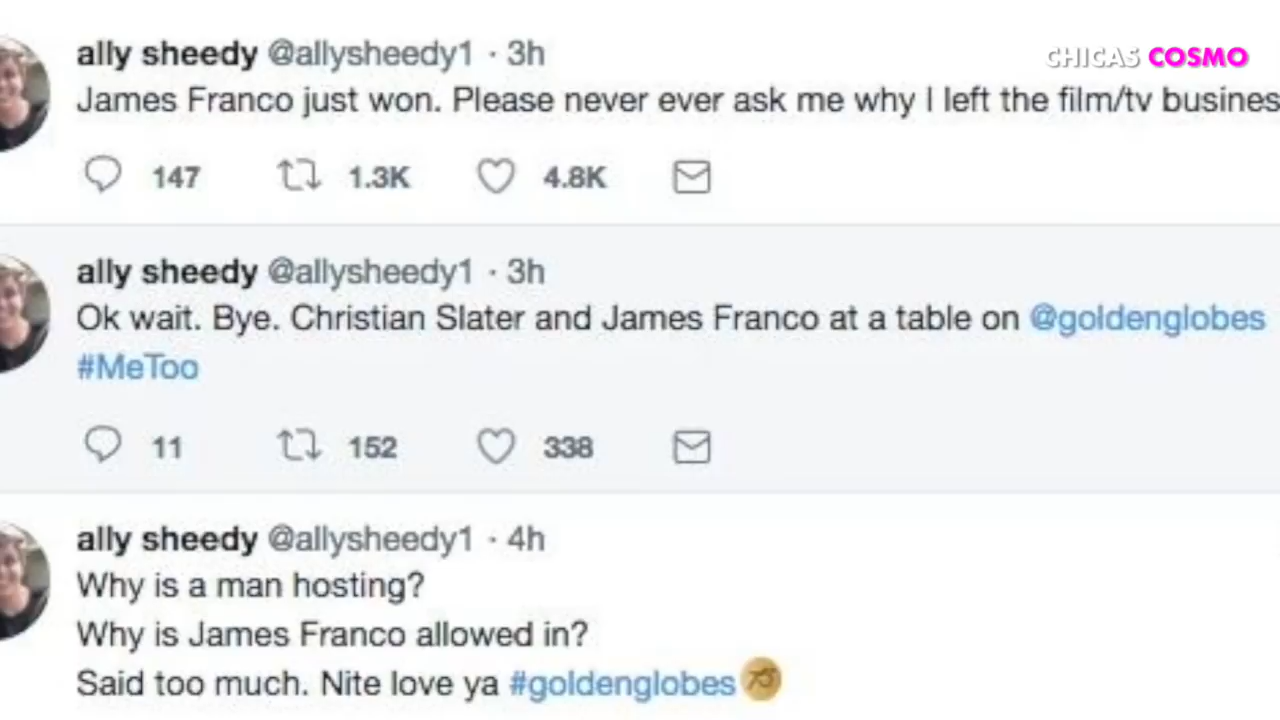 CHICAS COSMO
ally sheedy @allysheedy1 · 3h
James Franco just won. Please never ever ask me why I left the film/tv busines
147 1.3K 4.8K
ally sheedy @allysheedy1 · 3h
Ok wait. Bye. Christian Slater and James Franco at a table on @goldenglobes
#MeToo
11 152 338
ally sheedy @allysheedy1 · 4h
Why is a man hosting?
Why is James Franco allowed in?
Said too much. Nite love ya #goldenglobes 75